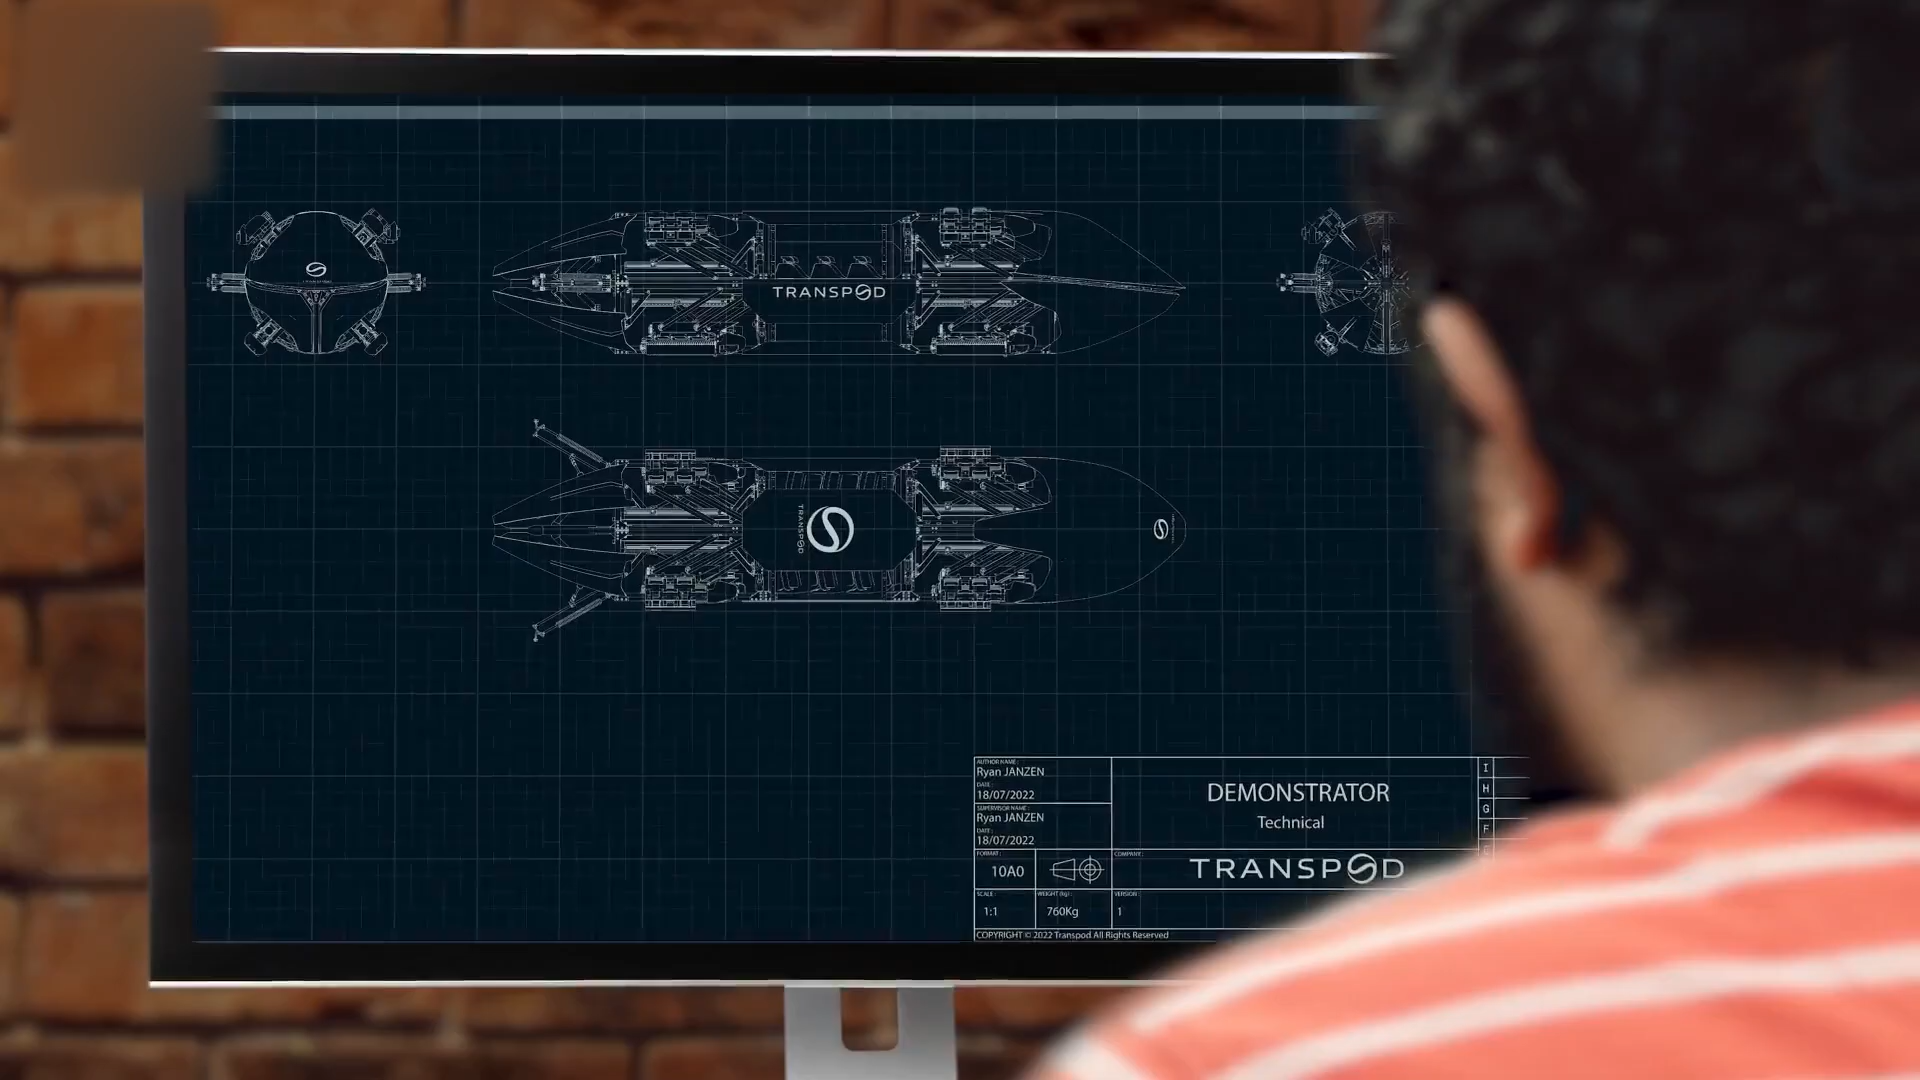 TRANSPOD
TRANSPOD
AUTHOR NAME :
Ryan JANZEN
DATE :
18/07/2022
SUPERVISOR NAME :
Ryan JANZEN
DATE :
18/07/2022
DEMONSTRATOR
Technical
FORMAT :
10A0
COMPANY :
TRANSPOD
SCALE :
1:1
WEIGHT (kg) :
760Kg
VERSION
1
COPYRIGHT © 2022 Transpod All Rights Reserved
I
H
G
F